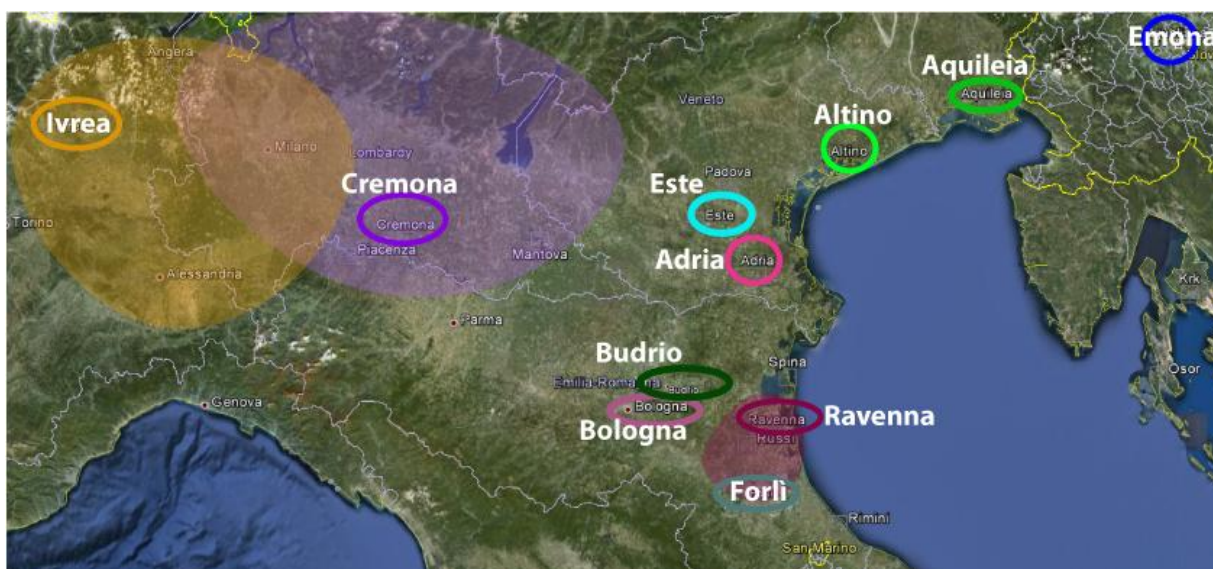 Angera
Emona
Aquileia
Aquileia
Ivrea
Milano
Lombardy
Veneto
Altino
Altino
Padova
Este
Este
Cremona
Cremona
Torino
Piacenza
Mantova
Adria
Adria
Alessandria
Krk
Parma
Budrio
Spina
Osor
Emilia-Romagna
Budrio
Genova
Bologna
Bologna
Ravenna
Ravenna
Russi
Forlì
Rimini
San Marino